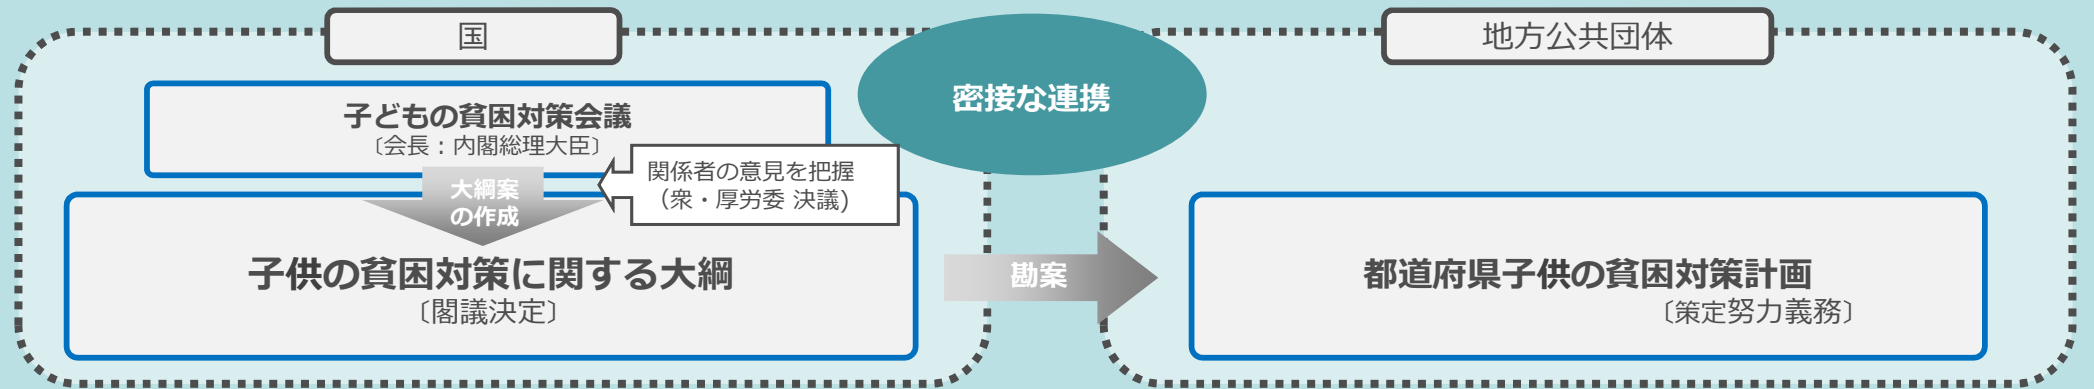 国
子どもの貧困対策会議
〔会長：内閣総理大臣〕
関係者の意見を把握
（衆・厚労委 決議)
大綱案
の作成
子供の貧困対策に関する大綱
〔閣議決定〕
密接な連携
勘案
地方公共団体
都道府県子供の貧困対策計画
〔策定努力義務〕